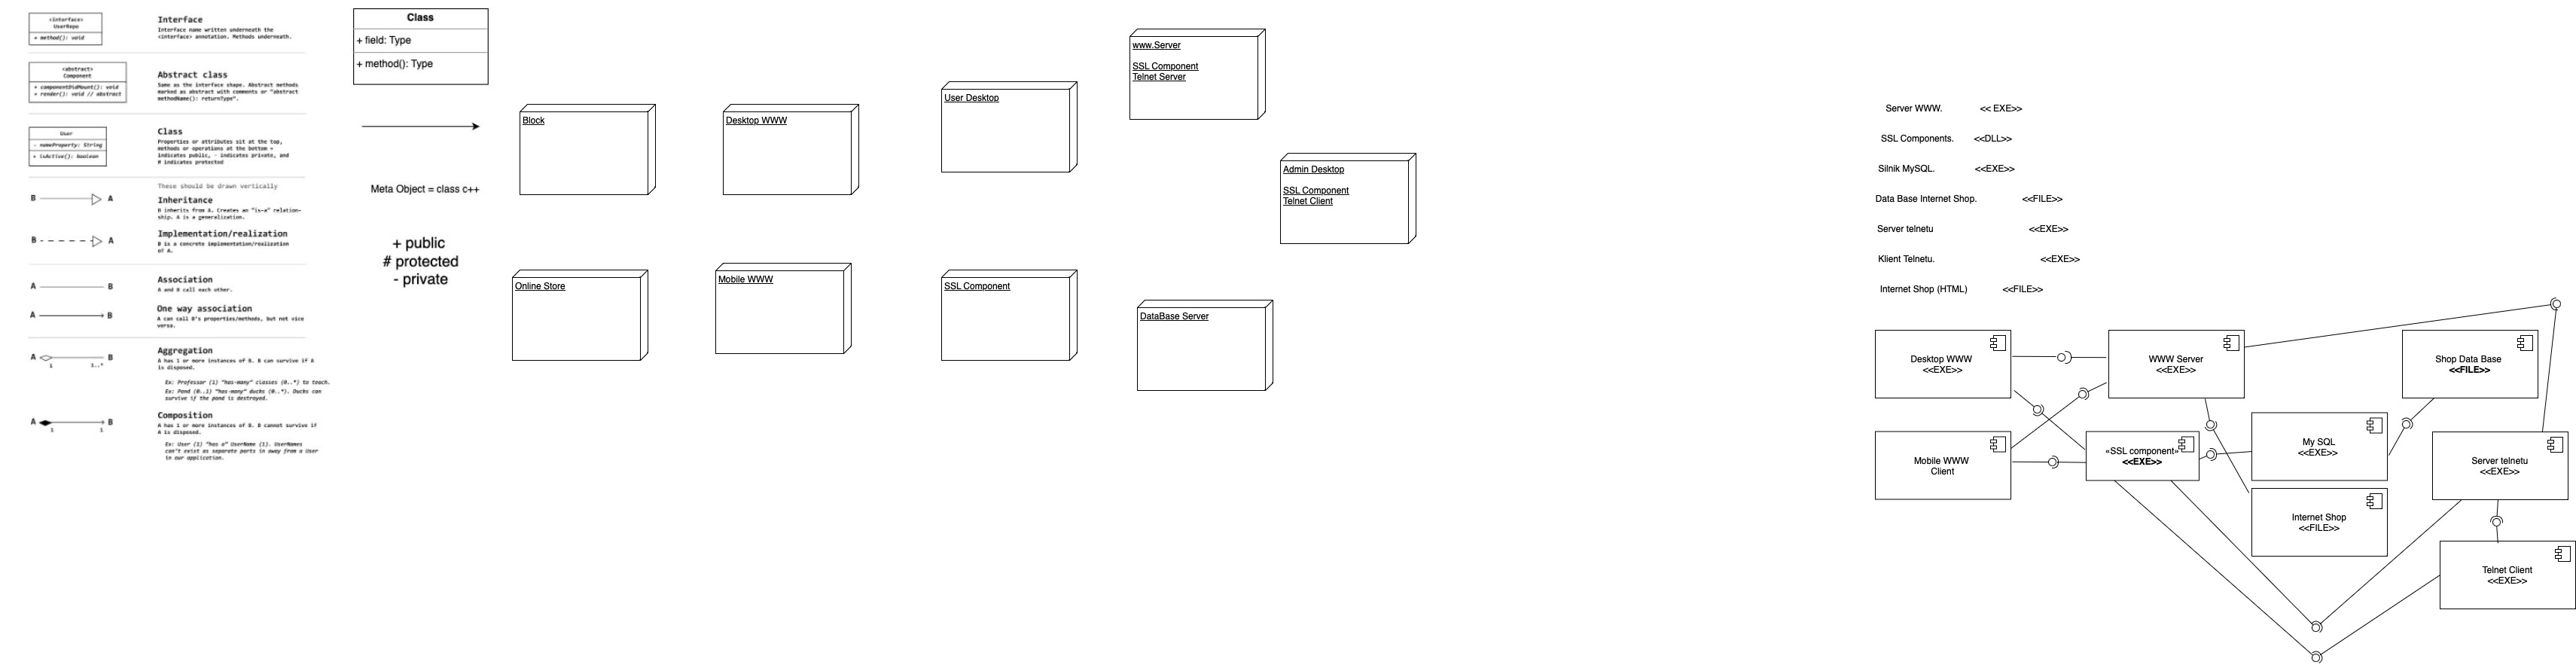 <interface>
UserRepo
+ method(): void
Interface
Interface name written underneath the
<interface> annotation. Methods underneath.
<abstract>
Component
+ componentDidMount(): void
+ render(): void // abstract
Abstract class
Same as the interface shape. Abstract methods
marked as abstract with comments or "abstract
methodName(): returnType".
User
- nameProperty: String
+ isActive(): boolean
Class
Properties or attributes sit at the top,
methods or operations at the bottom +
indicates public, - indicates private, and
# indicates protected
These should be drawn vertically
B A
Inheritance
B inherits from A. Creates an "is-a" relation-
ship. A is a generalization.
B A
Implementation/realization
B is a concrete implementation/realization
of A.
A B
Association
A and B call each other.
A B
One way association
A can call B's properties/methods, but not vice
versa.
A B
1 1..*
Aggregation
A has 1 or more instances of B. B can survive if A
is disposed.
Ex: Professor (1) "has-many" classes (0..*) to teach.
Ex: Pond (0..1) "has-many" ducks (0..*). Ducks can
survive if the pond is destroyed.
A B
1 1
Composition
A has 1 or more instances of B. B cannot survive if
A is disposed.
Ex: User (1) "has a" UserName (1). UserNames
can't exist as separate parts in away from a User
in our application.
Class
+ field: Type
+ method(): Type
Meta Object = class c++
+ public
# protected
- private
Block
Desktop WWW
User Desktop
www.Server
SSL Component
Telnet Server
Admin Desktop
SSL Component
Telnet Client
Online Store
Mobile WWW
SSL Component
DataBase Server
Server WWW. << EXE>>
SSL Components. <<DLL>>
Silnik MySQL. <<EXE>>
Data Base Internet Shop. <<FILE>>
Server telnetu <<EXE>>
Klient Telnetu. <<EXE>>
Internet Shop (HTML) <<FILE>>
Desktop WWW
<<EXE>>
WWW Server
<<EXE>>
Shop Data Base
<<FILE>>
Mobile WWW
Client
«SSL component»
<<EXE>>
My SQL
<<EXE>>
Server telnetu
<<EXE>>
Internet Shop
<<FILE>>
Telnet Client
<<EXE>>